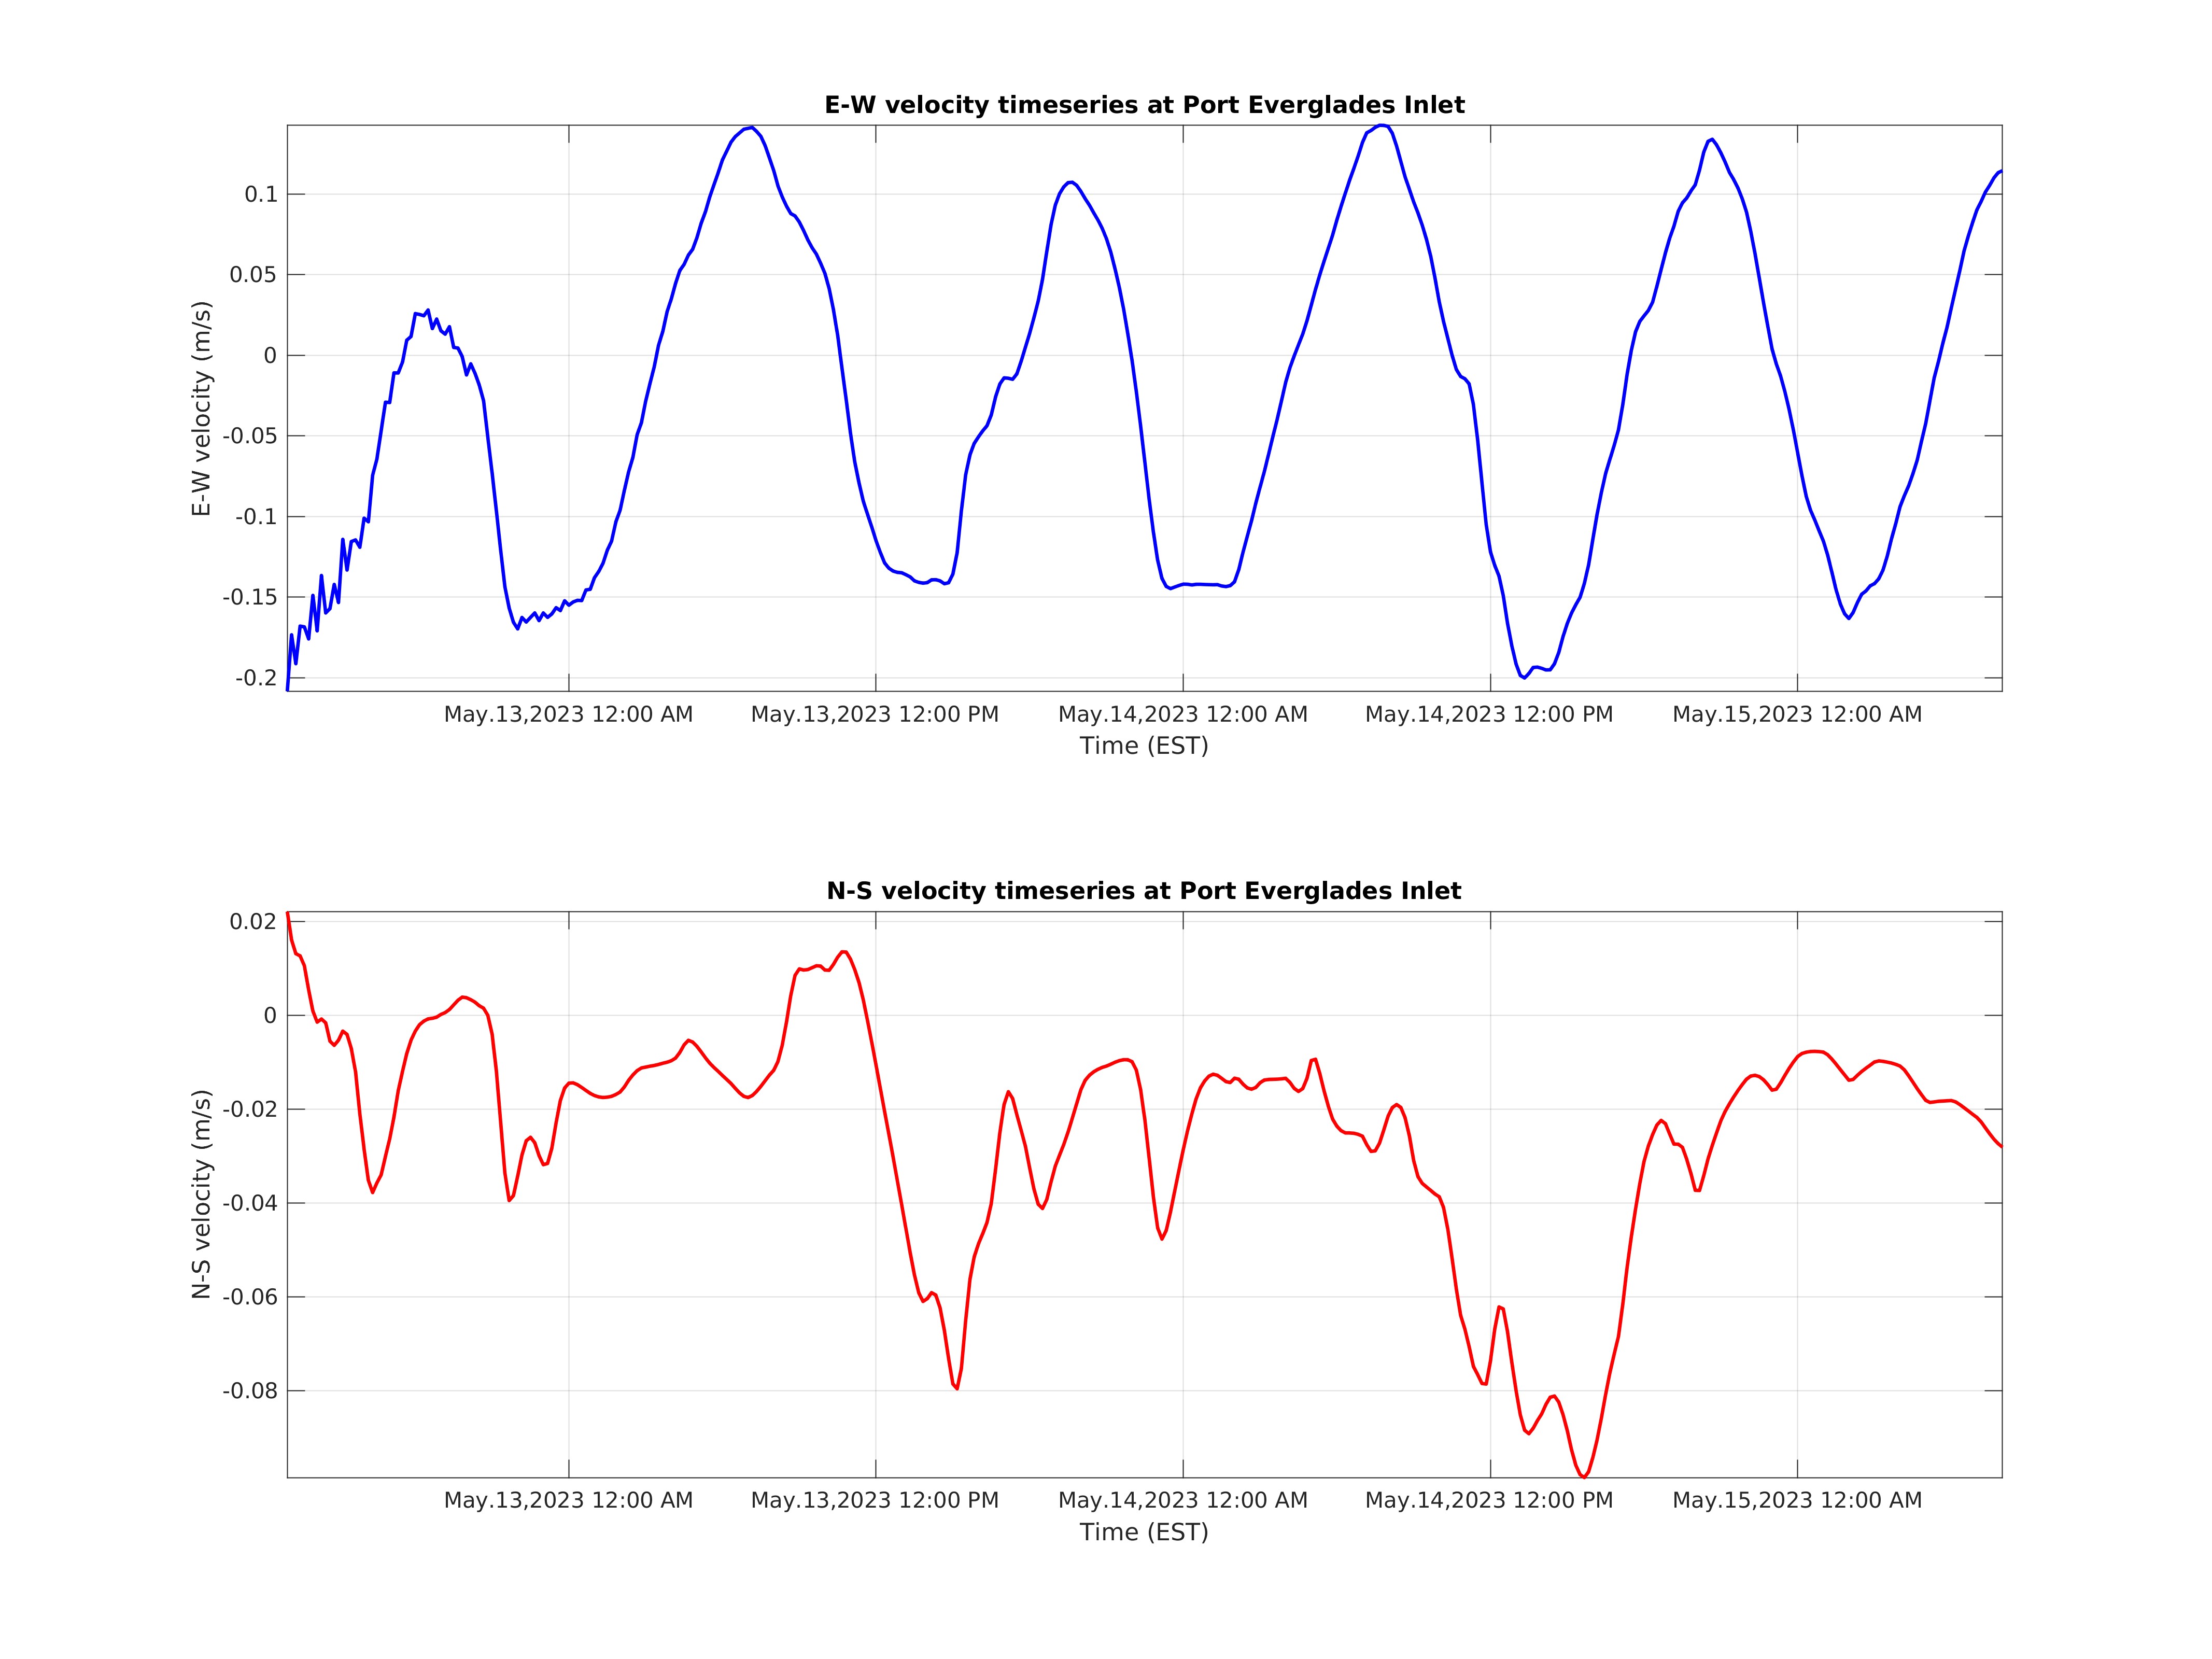 E-W velocity timeseries at Port Everglades Inlet
E-W velocity (m/s)
0.1
0.05
0
-0.05
-0.1
-0.15
-0.2
May.13,2023 12:00 AM
May.13,2023 12:00 PM
May.14,2023 12:00 AM
May.14,2023 12:00 PM
May.15,2023 12:00 AM
Time (EST)
N-S velocity timeseries at Port Everglades Inlet
N-S velocity (m/s)
0.02
0
-0.02
-0.04
-0.06
-0.08
May.13,2023 12:00 AM
May.13,2023 12:00 PM
May.14,2023 12:00 AM
May.14,2023 12:00 PM
May.15,2023 12:00 AM
Time (EST)